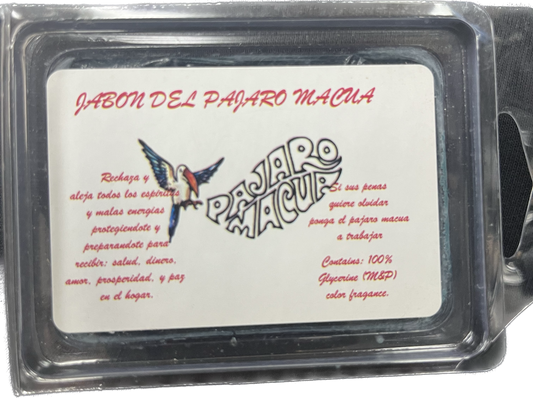 JABON DEL PAJARO MACUA
Rechaza y
aleja todos los espiritus
y malas energias
protegiendote y
preparandote para
recibir: salud, dinero,
amor, prosperidad, y paz
en el hogar.
PAJARO
MACUA
Si sus penas
quiere olvidar
ponga el pajaro macua
a trabajar
Contains: 100%
Glycerine (M&P)
color fragance.